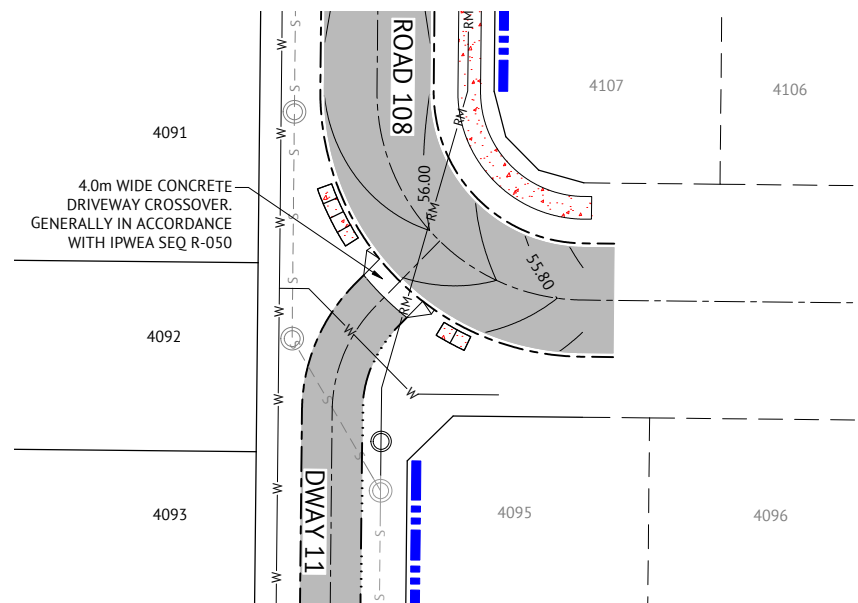 RM
ROAD 108
W
S
4107
4106
W
RM
4091
4.0m WIDE CONCRETE
DRIVEWAY CROSSOVER.
GENERALLY IN ACCORDANCE
WITH IPWEA SEQ R-050
56.00
RM
S
W
55.80
S
RM
W
W
4092
S
W
S
W
S
W
DWAY 11
4093
4095
4096
S
W
S